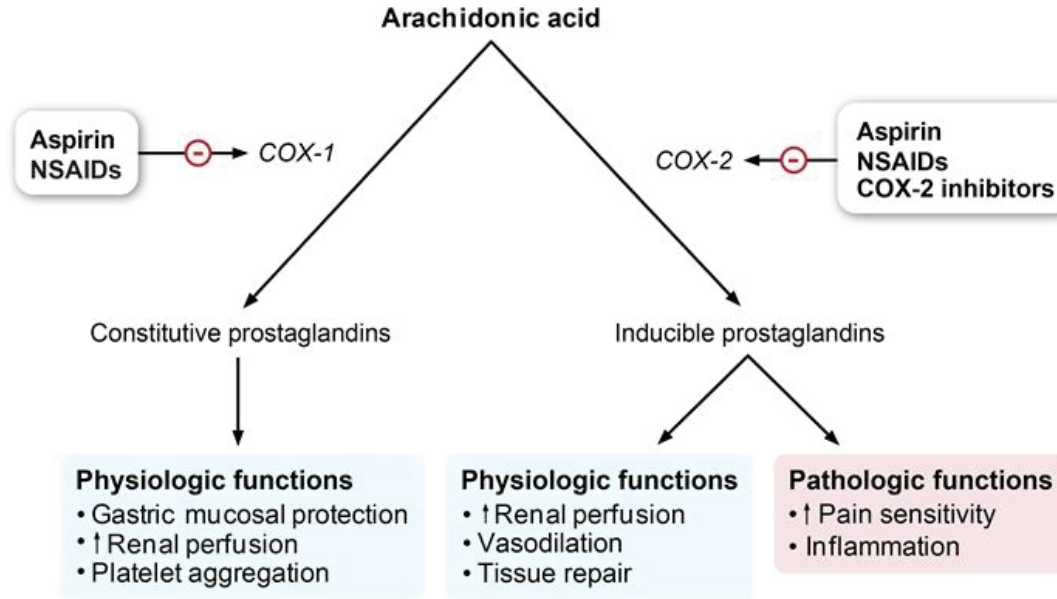 Arachidonic acid
Aspirin
NSAIDs
COX-1
COX-2
Aspirin
NSAIDs
COX-2 inhibitors
Constitutive prostaglandins
Inducible prostaglandins
Physiologic functions
• Gastric mucosal protection
• ↑ Renal perfusion
• Platelet aggregation
Physiologic functions
• ↑ Renal perfusion
• Vasodilation
• Tissue repair
Pathologic functions
• ↑ Pain sensitivity
• Inflammation